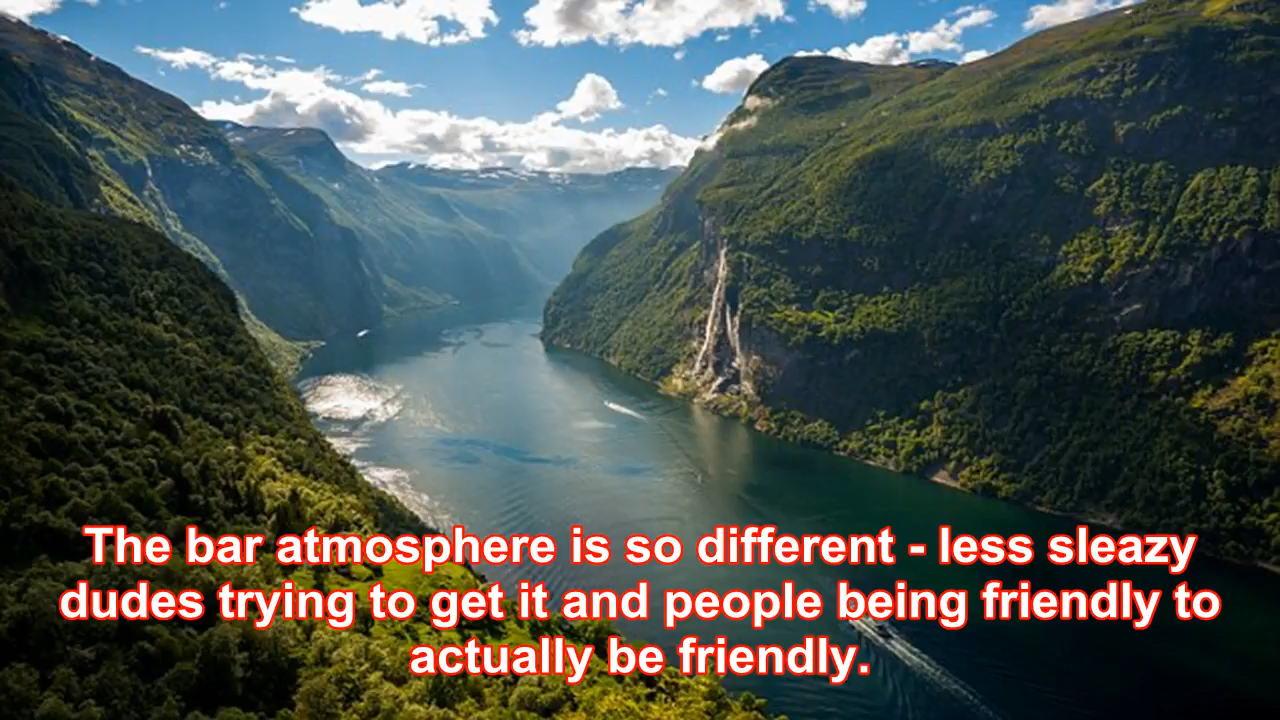 The bar atmosphere is so different - less sleazy
dudes trying to get it and people being friendly to
actually be friendly.